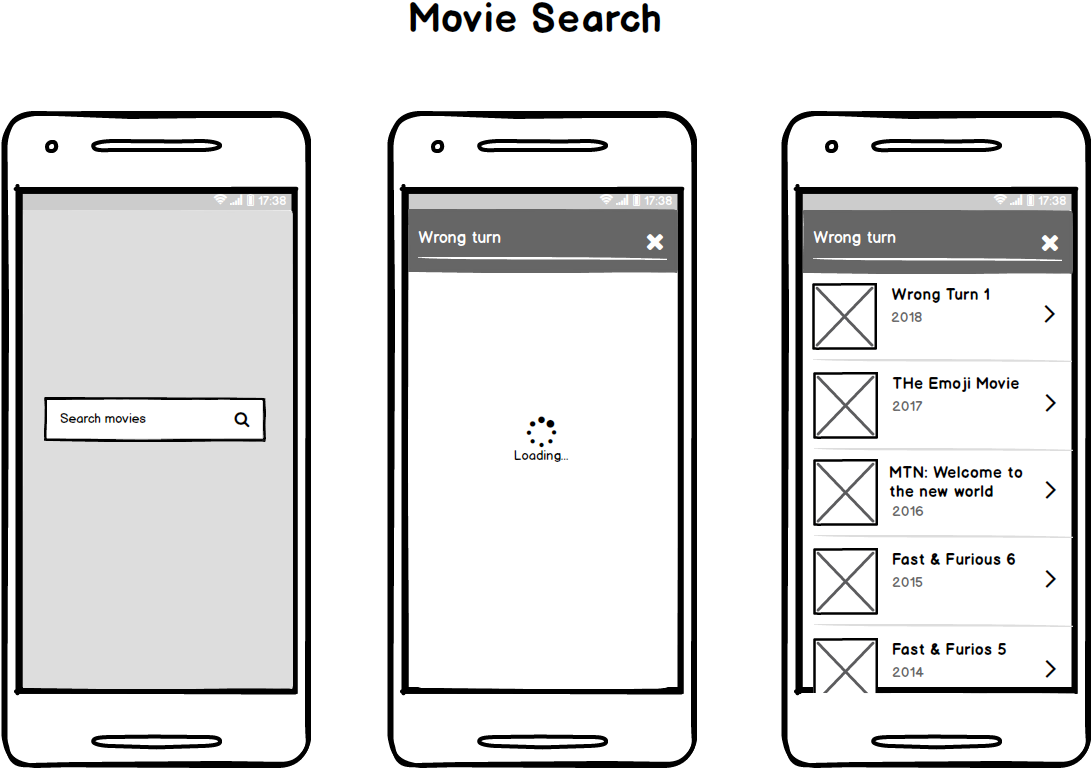 Movie Search
17:38
Search movies
17:38
Wrong turn
Loading...
17:38
Wrong turn
Wrong Turn 1
2018
THe Emoji Movie
2017
MTN: Welcome to
the new world
2016
Fast & Furious 6
2015
Fast & Furios 5
2014